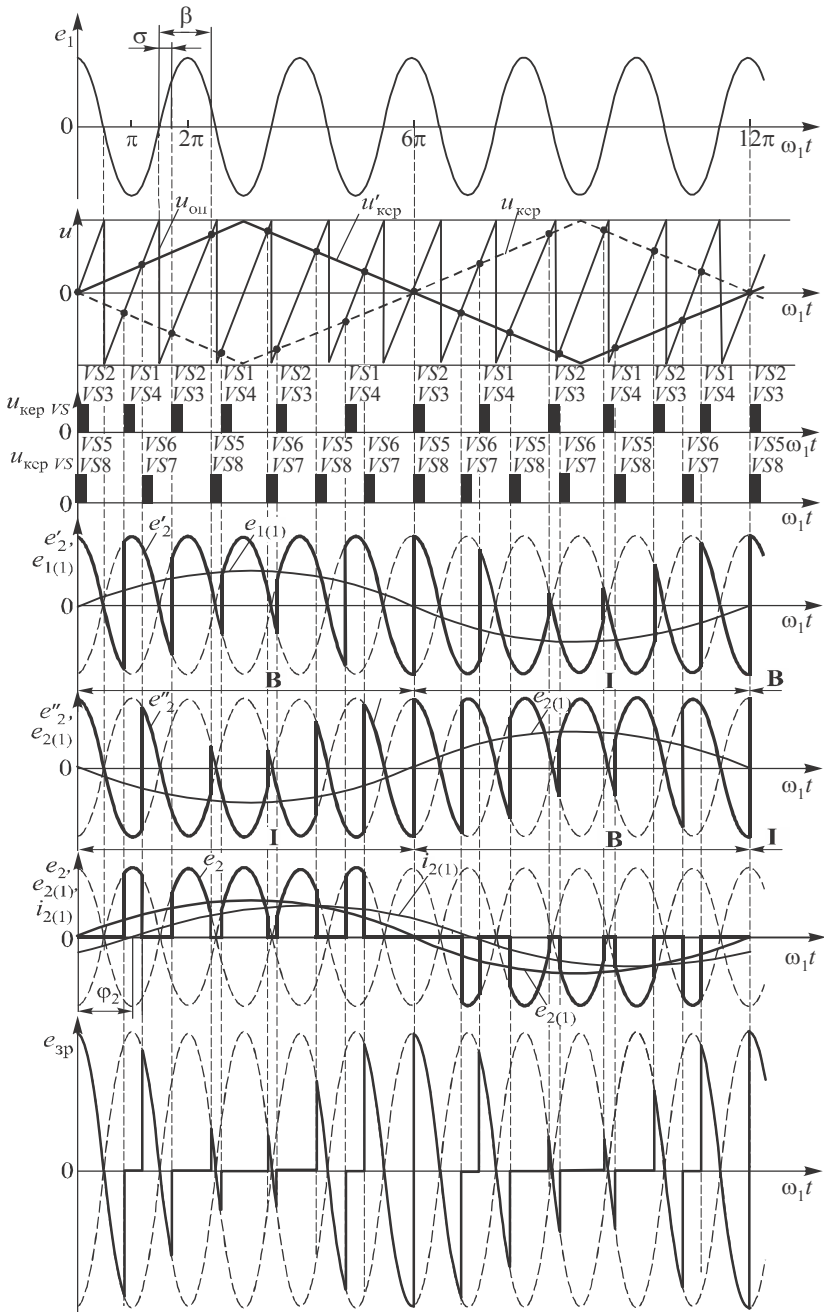 e₁
σ
β
0
π
2π
6π
12π
ω₁t
u
uоп
u′кер
uкер
0
ω₁t
VS2 VS1 VS2 VS1 VS2 VS1 VS1 VS2 VS1 VS2 VS1 VS2
uкер VS VS3 VS4 VS3 VS4 VS3 VS4 VS4 VS3 VS4 VS3 VS4 VS3
0
ω₁t
VS5 VS6 VS5 VS6 VS5 VS6 VS5 VS6 VS5 VS6 VS5 VS6 VS5
uкер VS VS8 VS7 VS8 VS7 VS8 VS7 VS8 VS7 VS8 VS7 VS8 VS7 VS8
0
ω₁t
e′₂,
e₁₍₁₎
e′₂
e₁₍₁₎
0
ω₁t
В
І
В
e″₂,
e₂₍₁₎
e″₂
e₂₍₁₎
0
ω₁t
І
В
І
e₂,
e₂₍₁₎,
i₂₍₁₎
e₂
i₂₍₁₎
0
ω₁t
φ₂
e₂₍₁₎
eзр
0
ω₁t